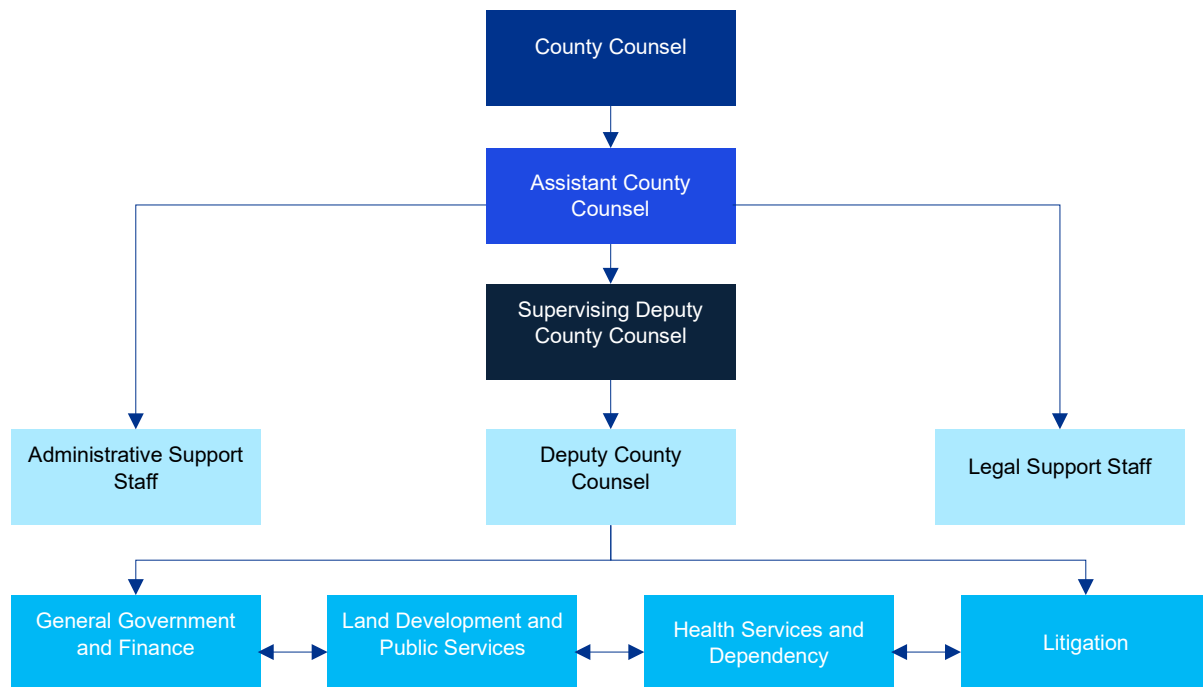 County Counsel
Assistant County
Counsel
Supervising Deputy
County Counsel
Administrative Support
Staff
Deputy County
Counsel
Legal Support Staff
General Government
and Finance
Land Development and
Public Services
Health Services and
Dependency
Litigation